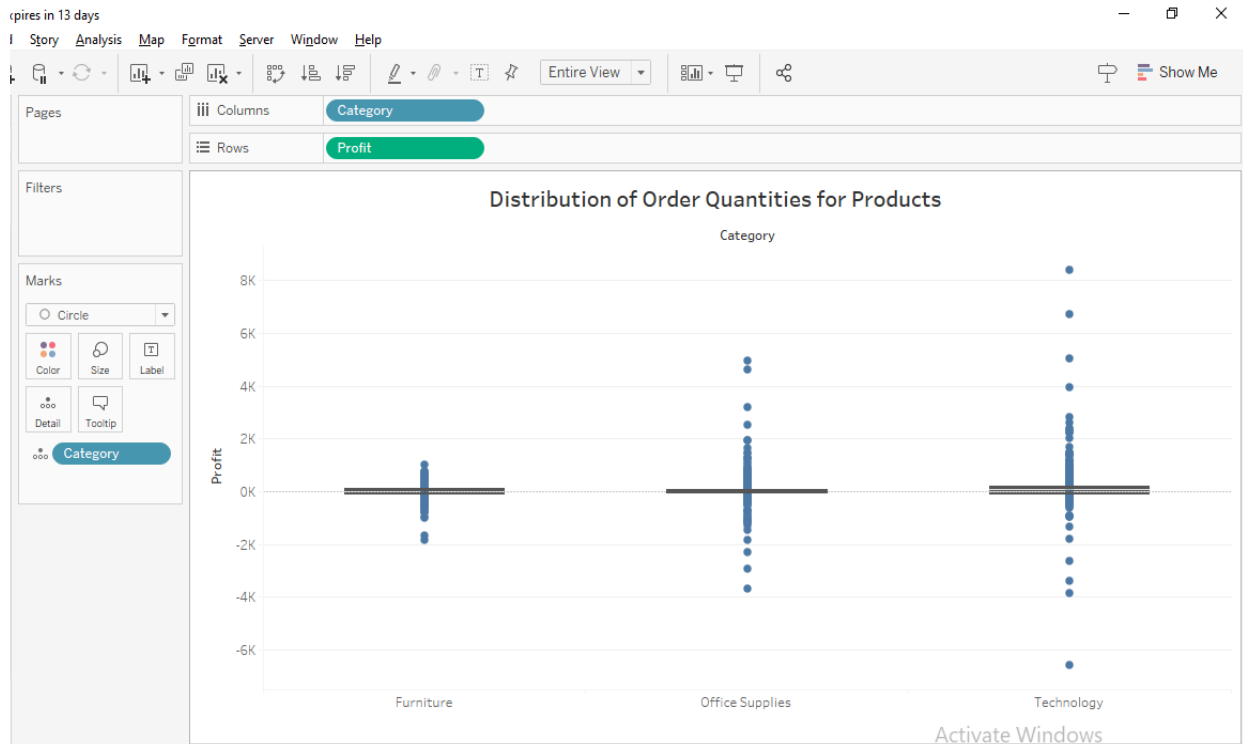 xpires in 13 days
Story Analysis Map Format Server Window Help
Entire View
Show Me
Pages
iii Columns
Category
Rows
Profit
Filters
Marks
Circle
Color Size Label
Detail Tooltip
Category
Distribution of Order Quantities for Products
Category
Profit
8K
6K
4K
2K
0K
-2K
-4K
-6K
Furniture Office Supplies Technology
Activate Windows